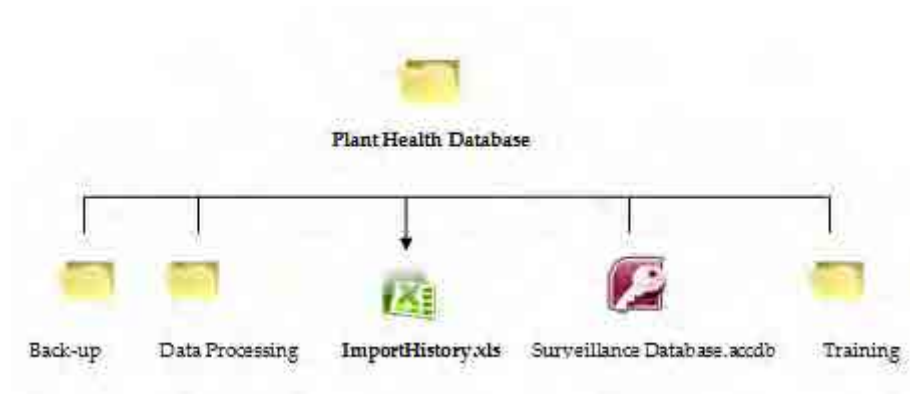 Plant Health Database
Back-up Data Processing ImportHistory.xls Surveillance Database.accdb Training